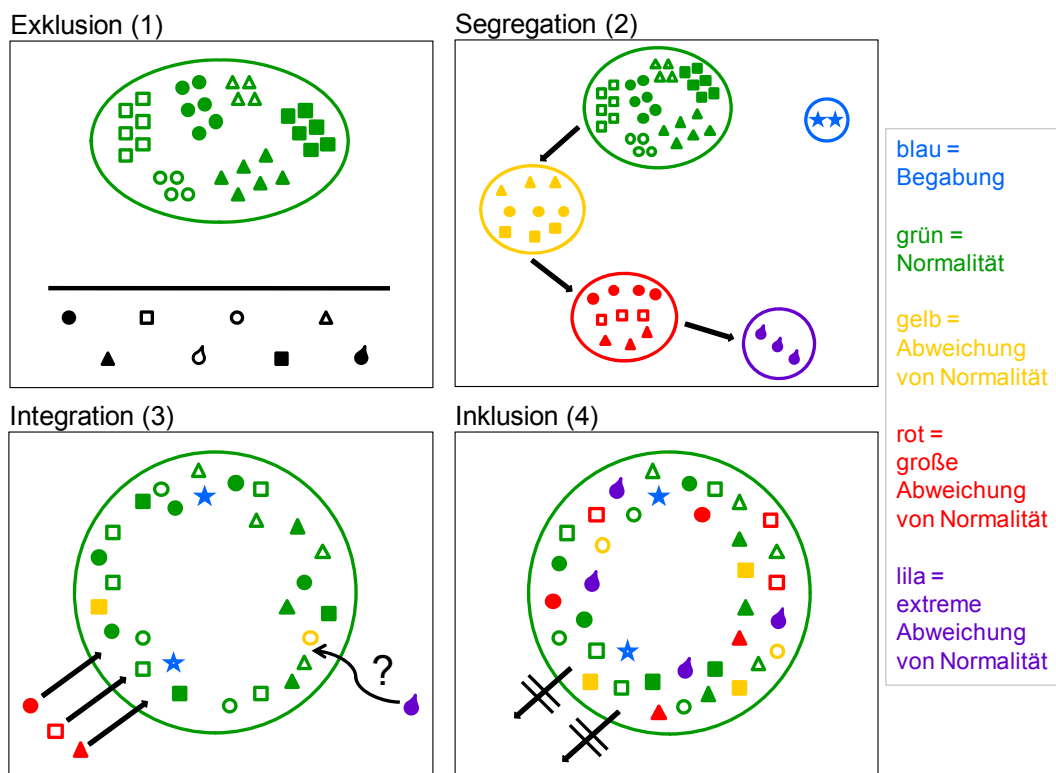 Exklusion (1)
Segregation (2)
Integration (3)
?
Inklusion (4)
blau =
Begabung
grün =
Normalität
gelb =
Abweichung
von Normalität
rot =
große
Abweichung
von Normalität
lila =
extreme
Abweichung
von Normalität